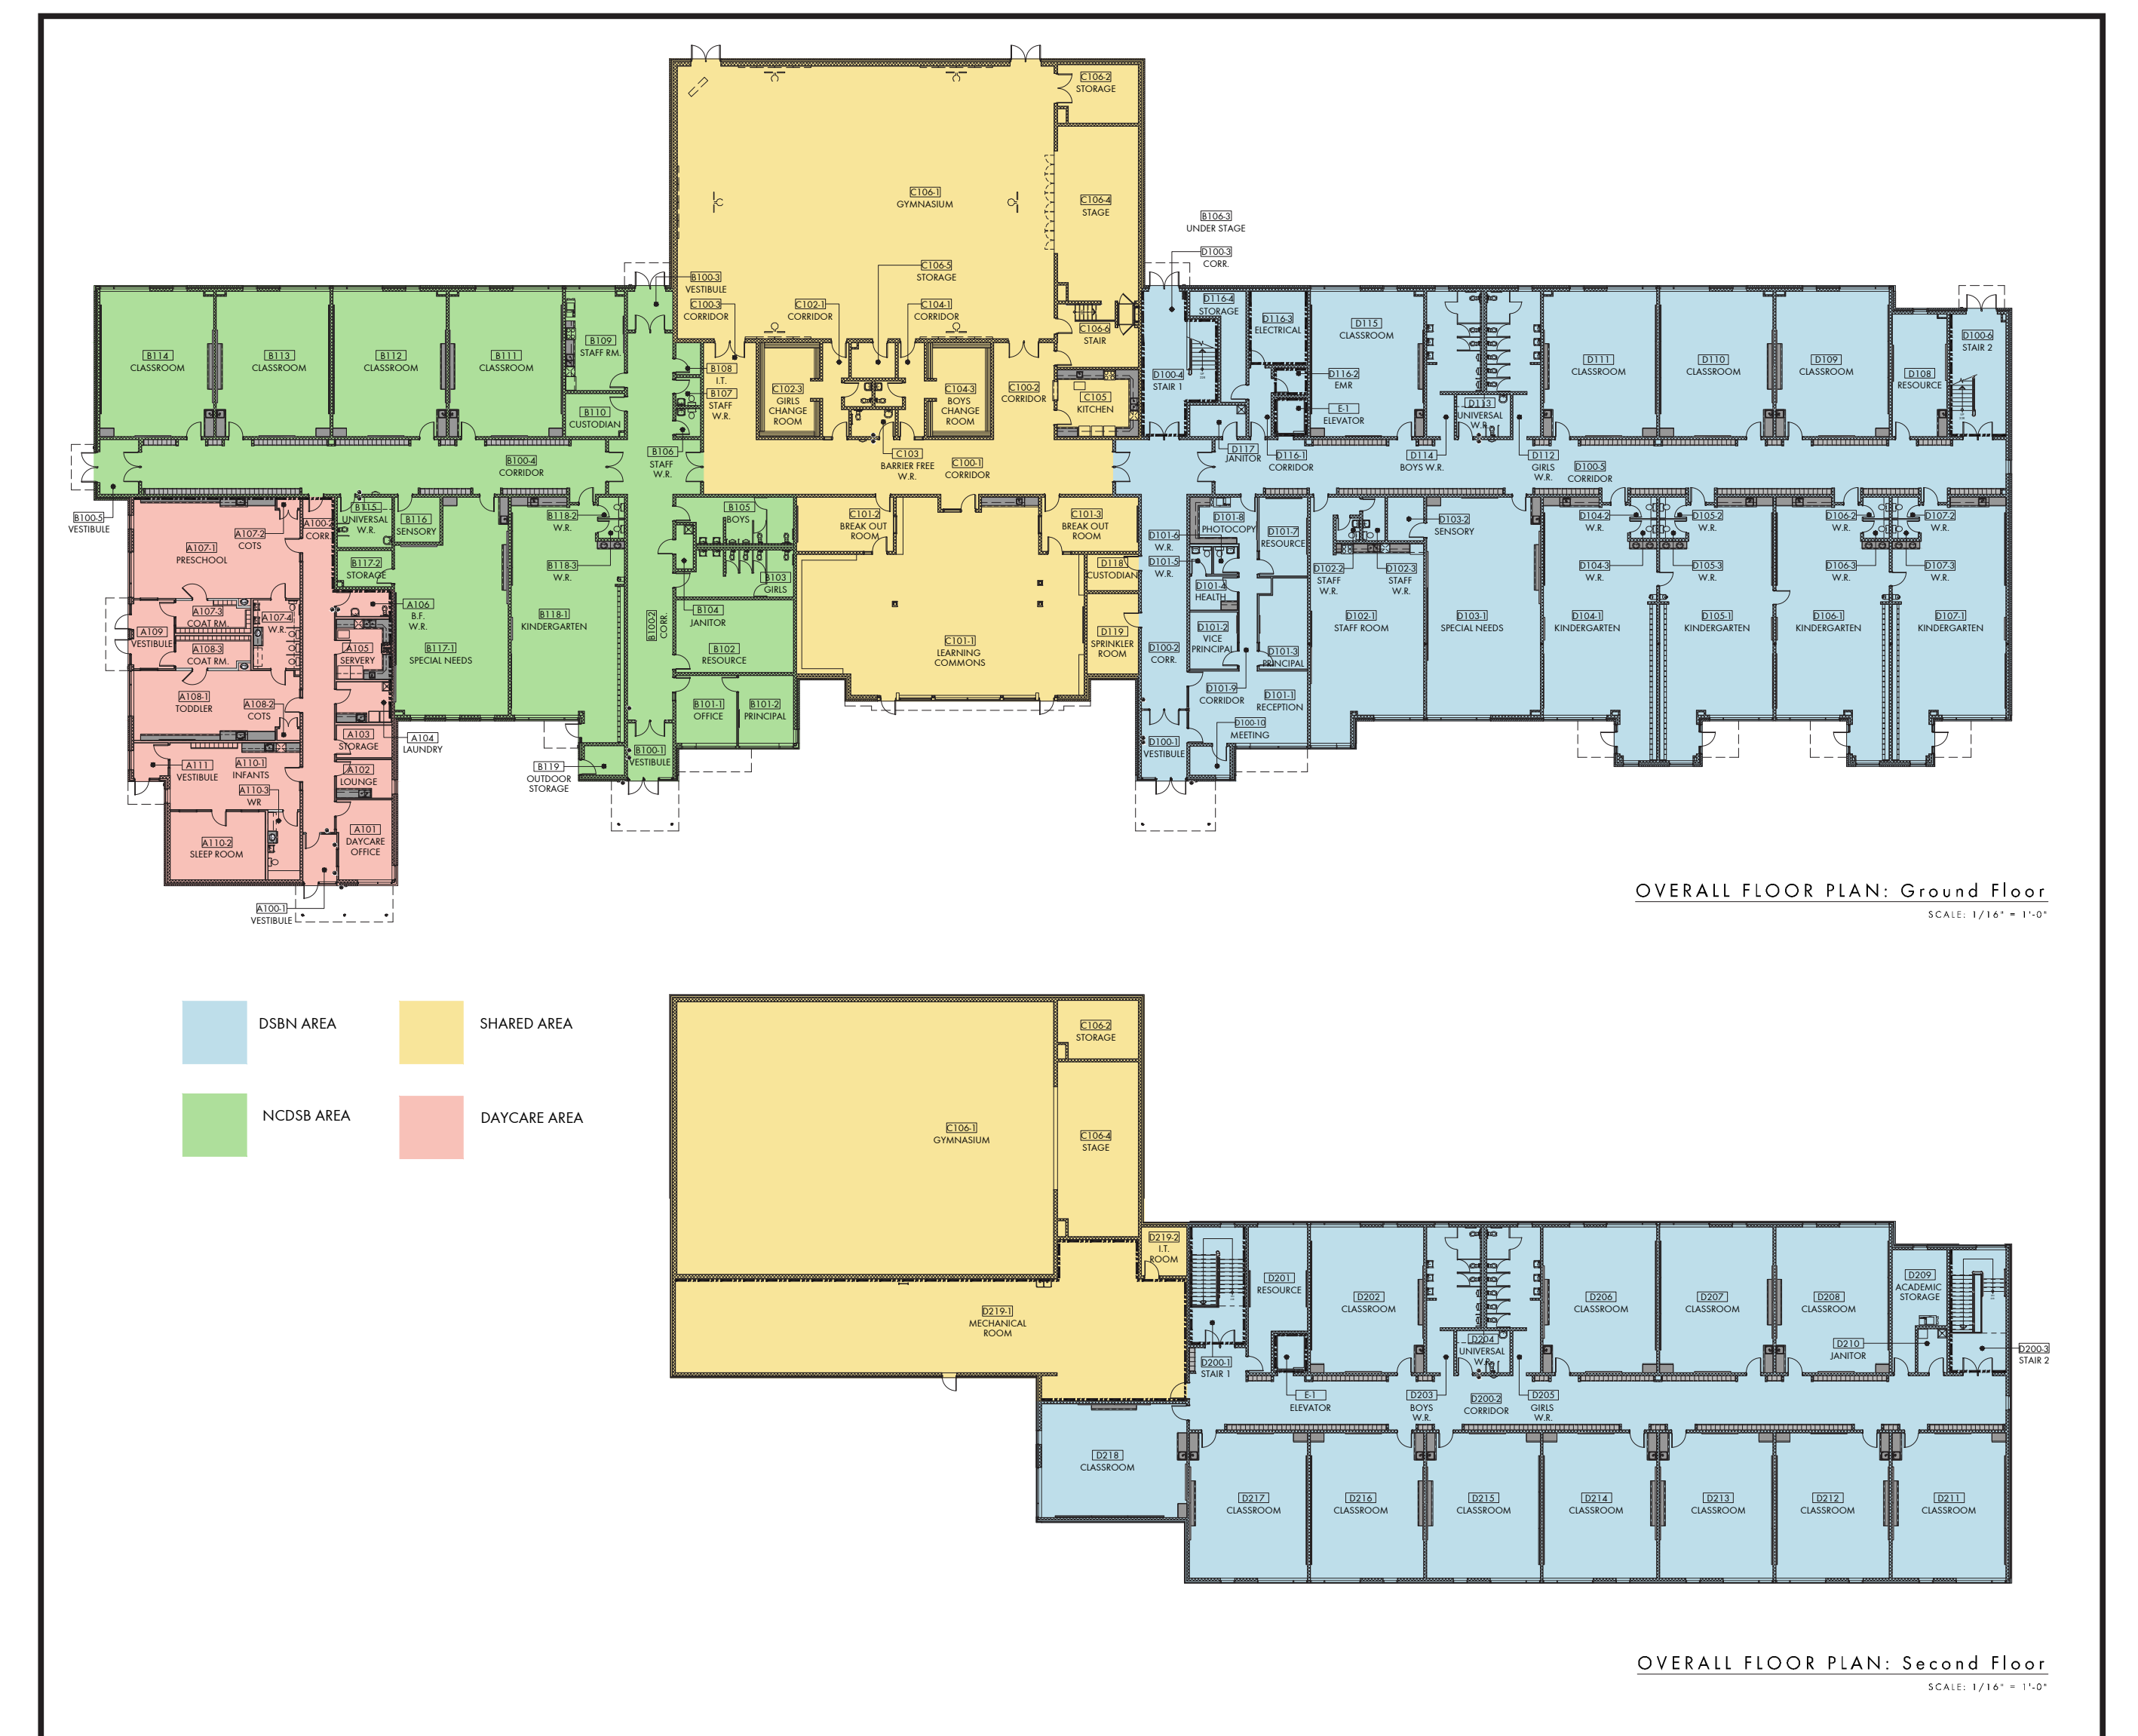 C106-2
STORAGE
C106-1
GYMNASIUM
C106-4
STAGE
B106-3
UNDER STAGE
D100-3
CORR.
C106-5
STORAGE
B100-3
VESTIBULE
C100-3
CORRIDOR
C102-1
CORRIDOR
C104-1
CORRIDOR
C106-6
STAIR
B114
CLASSROOM
B113
CLASSROOM
B112
CLASSROOM
B111
CLASSROOM
B109
STAFF RM.
B110
CUSTODIAN
B108
I.T.
B107
STAFF
W.R.
B106
STAFF
W.R.
C102-3
GIRLS
CHANGE
ROOM
C104-3
BOYS
CHANGE
ROOM
C100-2
CORRIDOR
C105
KITCHEN
C103
BARRIER FREE
W.R.
C100-1
CORRIDOR
D116-4
STORAGE
D116-3
ELECTRICAL
D100-4
STAIR 1
D116-2
EMR
E-1
ELEVATOR
D117
JANITOR
D116-1
CORRIDOR
D115
CLASSROOM
D113
UNIVERSAL
W.R.
D114
BOYS W.R.
D112
GIRLS
W.R.
D100-5
CORRIDOR
D111
CLASSROOM
D110
CLASSROOM
D109
CLASSROOM
D108
RESOURCE
D100-6
STAIR 2
B100-4
CORRIDOR
B100-5
VESTIBULE
A107-1
PRESCHOOL
A107-2
COTS
A100-2
CORR.
B115
UNIVERSAL
W.R.
B116
SENSORY
B117-2
STORAGE
B118-2
W.R.
B118-3
W.R.
B118-1
KINDERGARTEN
B117-1
SPECIAL NEEDS
A106
B.F.
W.R.
A107-3
COAT RM.
A107-4
W.R.
A109
VESTIBULE
A108-3
COAT RM.
A105
SERVERY
A108-1
TODDLER
A108-2
COTS
A103
STORAGE
A104
LAUNDRY
A111
VESTIBULE
A110-1
INFANTS
A110-3
WR
A102
LOUNGE
A110-2
SLEEP ROOM
A101
DAYCARE
OFFICE
A100-1
VESTIBULE
B100-2
CORR.
B105
BOYS
B103
GIRLS
B104
JANITOR
B102
RESOURCE
B101-1
OFFICE
B101-2
PRINCIPAL
B100-1
VESTIBULE
B119
OUTDOOR
STORAGE
C101-2
BREAK OUT
ROOM
C101-3
BREAK OUT
ROOM
C101-1
LEARNING
COMMONS
D118
CUSTODIAN
D119
SPRINKLER
ROOM
D100-2
CORR.
D100-1
VESTIBULE
D101-8
PHOTOCOPY
D101-6
W.R.
D101-5
W.R.
D101-7
RESOURCE
D101-4
HEALTH
D101-2
VICE
PRINCIPAL
D101-3
PRINCIPAL
D101-9
CORRIDOR
D101-1
RECEPTION
D100-10
MEETING
D102-2
STAFF
W.R.
D102-3
STAFF
W.R.
D102-1
STAFF ROOM
D103-2
SENSORY
D103-1
SPECIAL NEEDS
D104-2
W.R.
D105-2
W.R.
D104-3
W.R.
D105-3
W.R.
D104-1
KINDERGARTEN
D105-1
KINDERGARTEN
D106-2
W.R.
D107-2
W.R.
D106-3
W.R.
D107-3
W.R.
D106-1
KINDERGARTEN
D107-1
KINDERGARTEN
OVERALL FLOOR PLAN: Ground Floor
SCALE: 1/16" = 1'-0"
DSBN AREA
SHARED AREA
NCDSB AREA
DAYCARE AREA
C106-2
STORAGE
C106-1
GYMNASIUM
C106-4
STAGE
D219-2
I.T.
ROOM
D219-1
MECHANICAL
ROOM
D200-1
STAIR 1
D201
RESOURCE
E-1
ELEVATOR
D202
CLASSROOM
D203
BOYS
W.R.
D204
UNIVERSAL
W.R.
D200-2
CORRIDOR
D205
GIRLS
W.R.
D206
CLASSROOM
D207
CLASSROOM
D208
CLASSROOM
D209
ACADEMIC
STORAGE
D210
JANITOR
D200-3
STAIR 2
D218
CLASSROOM
D217
CLASSROOM
D216
CLASSROOM
D215
CLASSROOM
D214
CLASSROOM
D213
CLASSROOM
D212
CLASSROOM
D211
CLASSROOM
OVERALL FLOOR PLAN: Second Floor
SCALE: 1/16" = 1'-0"